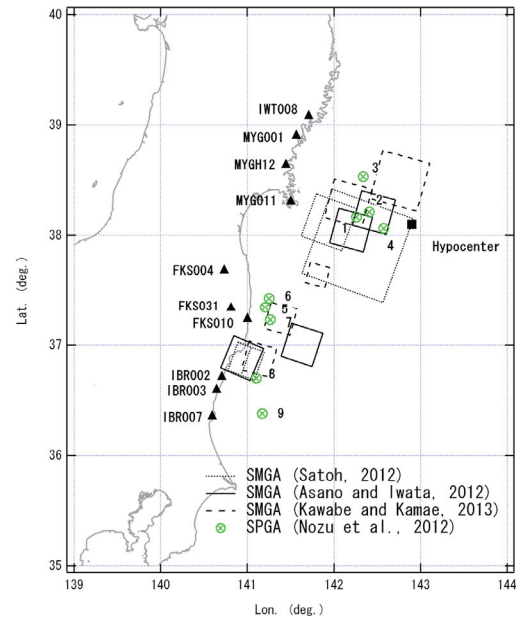 40
39
38
37
36
35
Lat. (deg.)
IWT008
MYG001
MYGH12
MYG011
3
2
1
4
Hypocenter
FKS004
FKS031
FKS010
6
5
7
IBR002
IBR003
IBR007
8
9
SMGA (Satoh, 2012)
SMGA (Asano and Iwata, 2012)
SMGA (Kawabe and Kamae, 2013)
SPGA (Nozu et al., 2012)
139 140 141 142 143 144
Lon. (deg.)